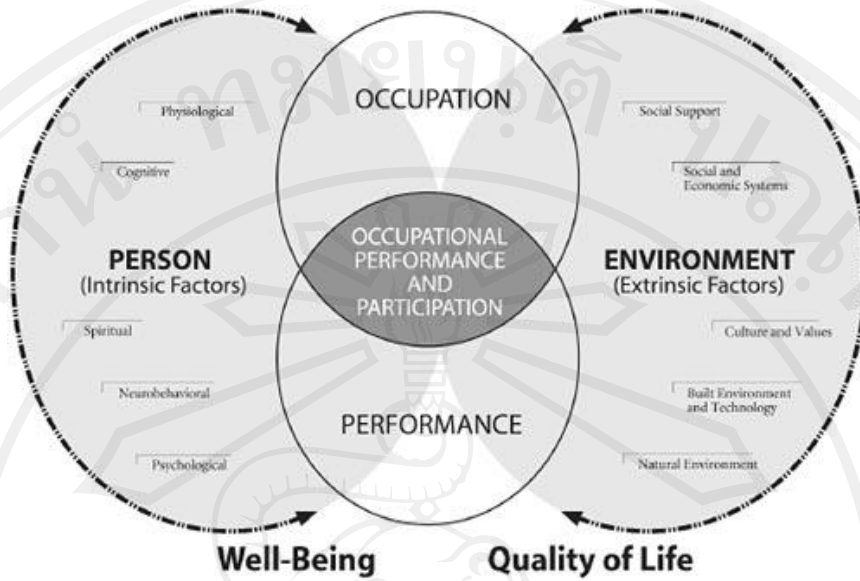 OCCUPATION
Physiological
Cognitive
PERSON
(Intrinsic Factors)
Spiritual
Neurobehavioral
Psychological
OCCUPATIONAL
PERFORMANCE
AND
PARTICIPATION
PERFORMANCE
Social Support
Social and
Economic Systems
ENVIRONMENT
(Extrinsic Factors)
Culture and Values
Built Environment
and Technology
Natural Environment
Well-Being
Quality of Life